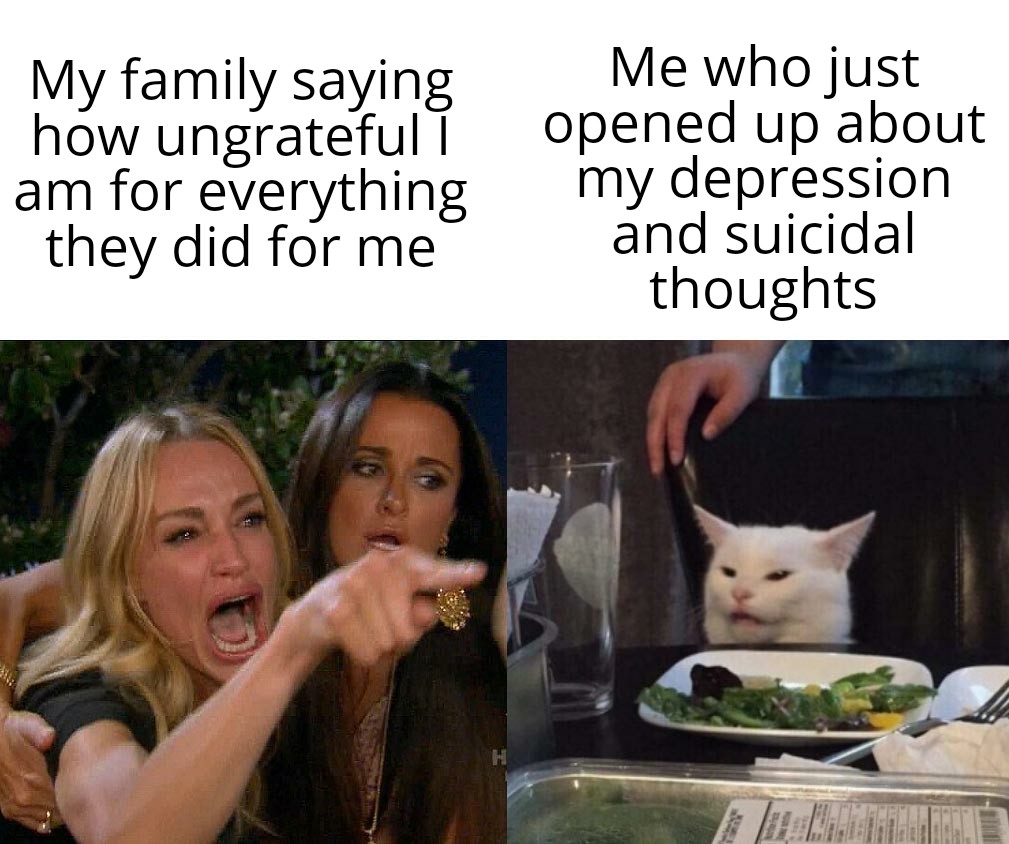 My family saying
how ungrateful I
am for everything
they did for me
Me who just
opened up about
my depression
and suicidal
thoughts
H